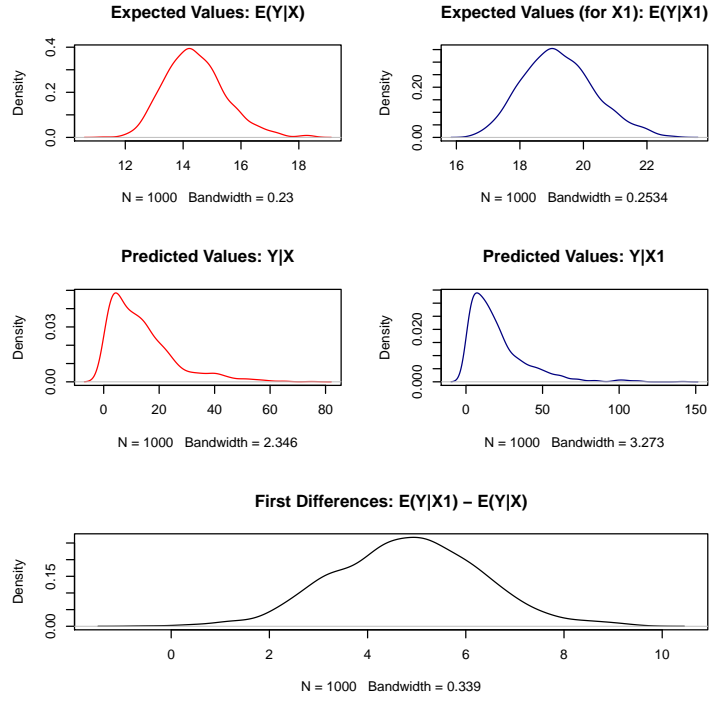 Expected Values: E(Y|X)
Density
0.0 0.2 0.4
12 14 16 18
N = 1000 Bandwidth = 0.23
Expected Values (for X1): E(Y|X1)
Density
0.00 0.20
16 18 20 22
N = 1000 Bandwidth = 0.2534
Predicted Values: Y|X
Density
0.00 0.03
0 20 40 60 80
N = 1000 Bandwidth = 2.346
Predicted Values: Y|X1
Density
0.000 0.020
0 50 100 150
N = 1000 Bandwidth = 3.273
First Differences: E(Y|X1) − E(Y|X)
Density
0.00 0.15
0 2 4 6 8 10
N = 1000 Bandwidth = 0.339